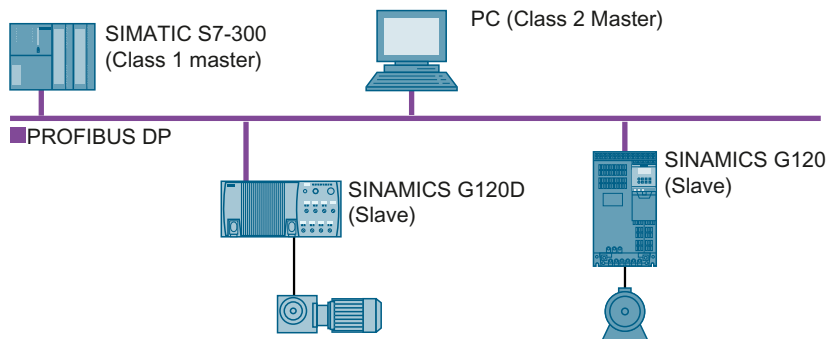 SIMATIC S7-300
(Class 1 master)
PC (Class 2 Master)
PROFIBUS DP
SINAMICS G120D
(Slave)
SINAMICS G120
(Slave)